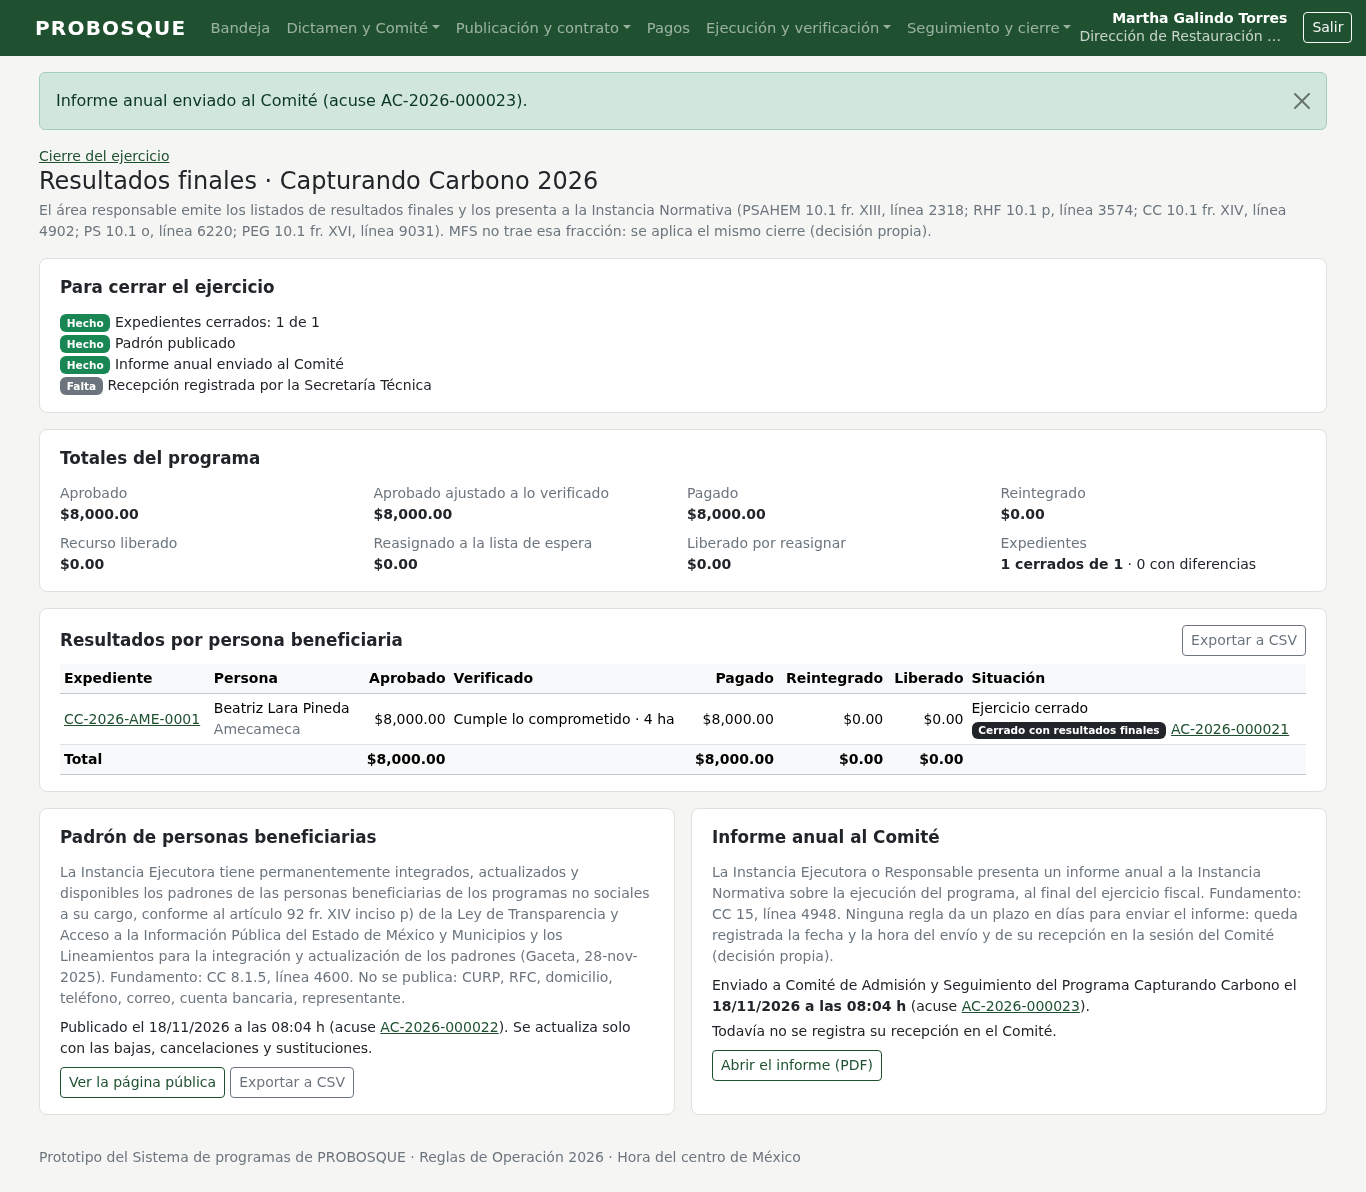 PROBOSQUE
Bandeja
Dictamen y Comité
Publicación y contrato
Pagos
Ejecución y verificación
Seguimiento y cierre
Martha Galindo Torres
Dirección de Restauración ...
Salir
Informe anual enviado al Comité (acuse AC-2026-000023).
Cierre del ejercicio
Resultados finales · Capturando Carbono 2026
El área responsable emite los listados de resultados finales y los presenta a la Instancia Normativa (PSAHEM 10.1 fr. XIII, línea 2318; RHF 10.1 p, línea 3574; CC 10.1 fr. XIV, línea
4902; PS 10.1 o, línea 6220; PEG 10.1 fr. XVI, línea 9031). MFS no trae esa fracción: se aplica el mismo cierre (decisión propia).
Para cerrar el ejercicio
Hecho Expedientes cerrados: 1 de 1
Hecho Padrón publicado
Hecho Informe anual enviado al Comité
Falta Recepción registrada por la Secretaría Técnica
Totales del programa
Aprobado
$8,000.00
Aprobado ajustado a lo verificado
$8,000.00
Pagado
$8,000.00
Reintegrado
$0.00
Recurso liberado
$0.00
Reasignado a la lista de espera
$0.00
Liberado por reasignar
$0.00
Expedientes
1 cerrados de 1 · 0 con diferencias
Resultados por persona beneficiaria
Exportar a CSV
Expediente Persona Aprobado Verificado Pagado Reintegrado Liberado Situación
CC-2026-AME-0001 Beatriz Lara Pineda Amecameca $8,000.00 Cumple lo comprometido · 4 ha $8,000.00 $0.00 $0.00 Ejercicio cerrado
Cerrado con resultados finales AC-2026-000021
Total $8,000.00 $8,000.00 $0.00 $0.00
Padrón de personas beneficiarias
La Instancia Ejecutora tiene permanentemente integrados, actualizados y
disponibles los padrones de las personas beneficiarias de los programas no sociales
a su cargo, conforme al artículo 92 fr. XIV inciso p) de la Ley de Transparencia y
Acceso a la Información Pública del Estado de México y Municipios y los
Lineamientos para la integración y actualización de los padrones (Gaceta, 28-nov-
2025). Fundamento: CC 8.1.5, línea 4600. No se publica: CURP, RFC, domicilio,
teléfono, correo, cuenta bancaria, representante.
Publicado el 18/11/2026 a las 08:04 h (acuse AC-2026-000022). Se actualiza solo
con las bajas, cancelaciones y sustituciones.
Ver la página pública
Exportar a CSV
Informe anual al Comité
La Instancia Ejecutora o Responsable presenta un informe anual a la Instancia
Normativa sobre la ejecución del programa, al final del ejercicio fiscal. Fundamento:
CC 15, línea 4948. Ninguna regla da un plazo en días para enviar el informe: queda
registrada la fecha y la hora del envío y de su recepción en la sesión del Comité
(decisión propia).
Enviado a Comité de Admisión y Seguimiento del Programa Capturando Carbono el
18/11/2026 a las 08:04 h (acuse AC-2026-000023).
Todavía no se registra su recepción en el Comité.
Abrir el informe (PDF)
Prototipo del Sistema de programas de PROBOSQUE · Reglas de Operación 2026 · Hora del centro de México